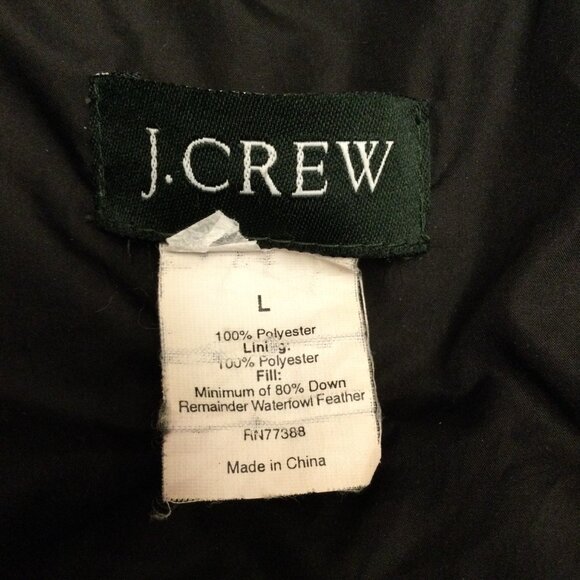 J.CREW
L
100% Polyester
Lining:
100% Polyester
Fill:
Minimum of 80% Down
Remainder Waterfowl Feather
RN77388
Made in China